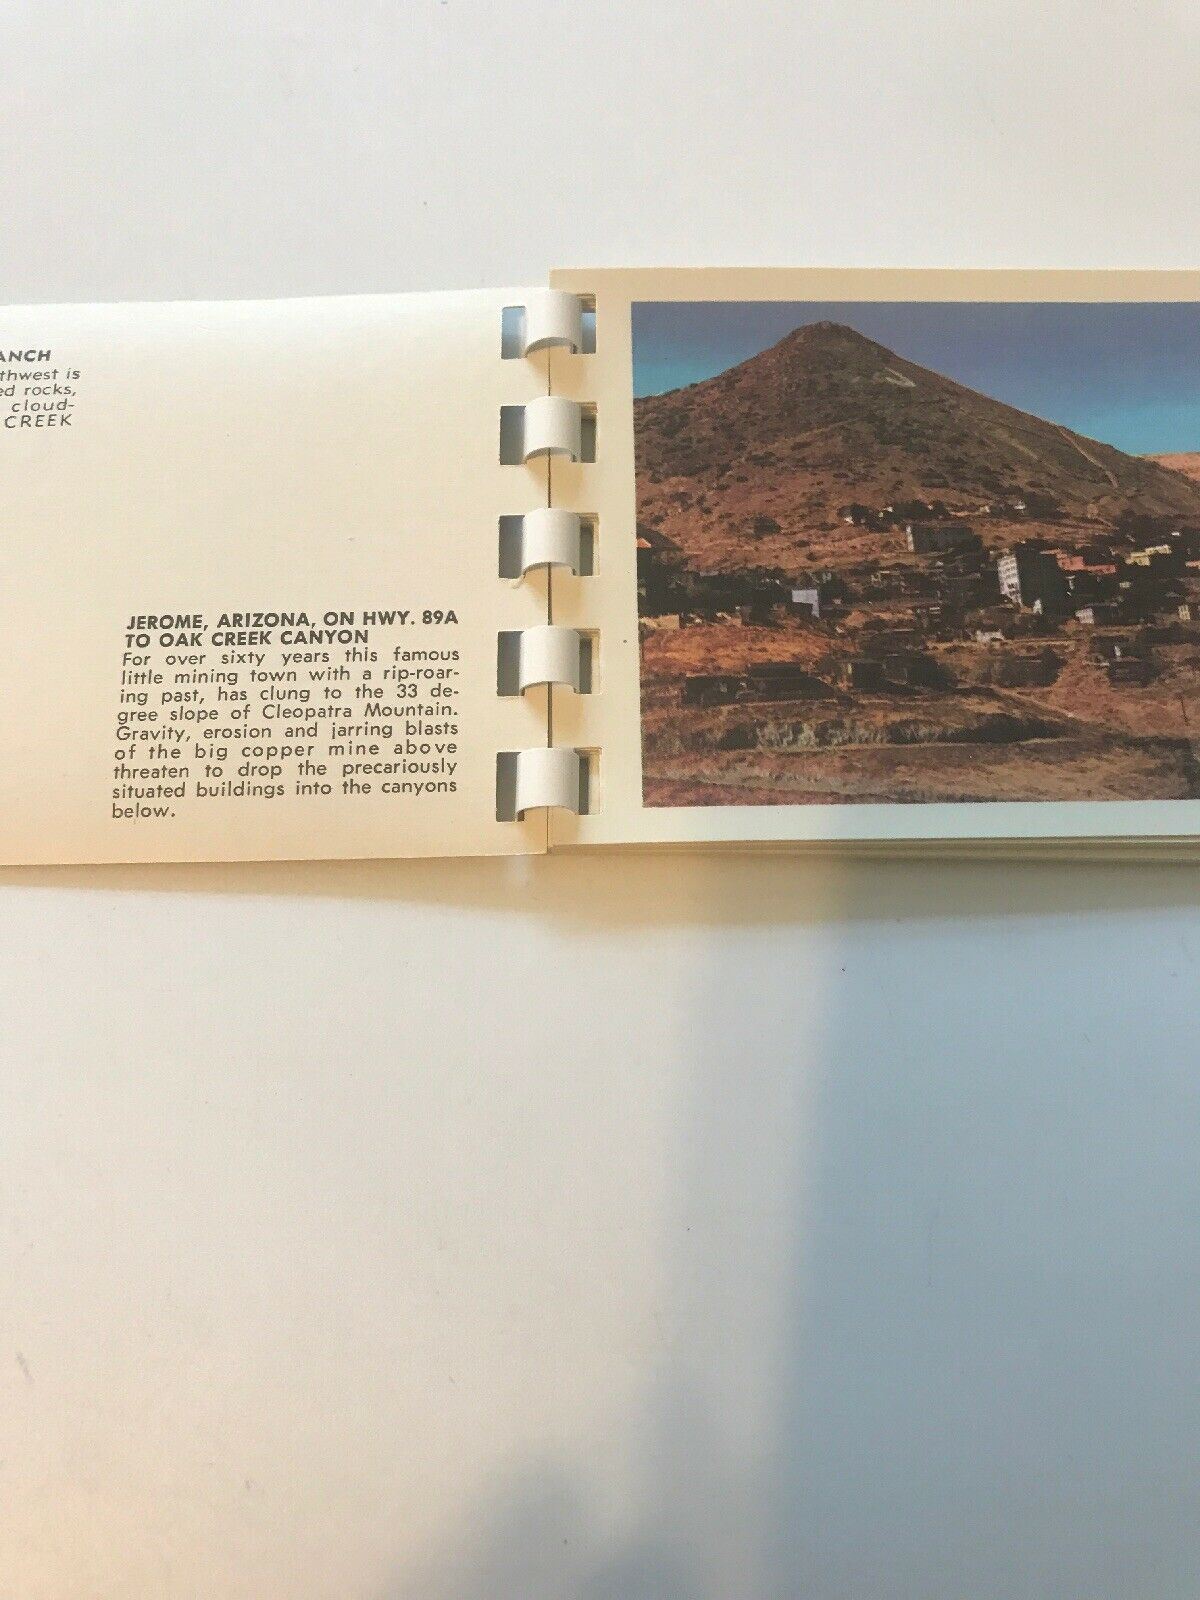 ANCH
thwest is
ed rocks,
cloud-
CREEK
JEROME, ARIZONA, ON HWY. 89A
TO OAK CREEK CANYON
For over sixty years this famous
little mining town with a rip-roar-
ing past, has clung to the 33 de-
gree slope of Cleopatra Mountain.
Gravity, erosion and jarring blasts
of the big copper mine above
threaten to drop the precariously
situated buildings into the canyons
below.